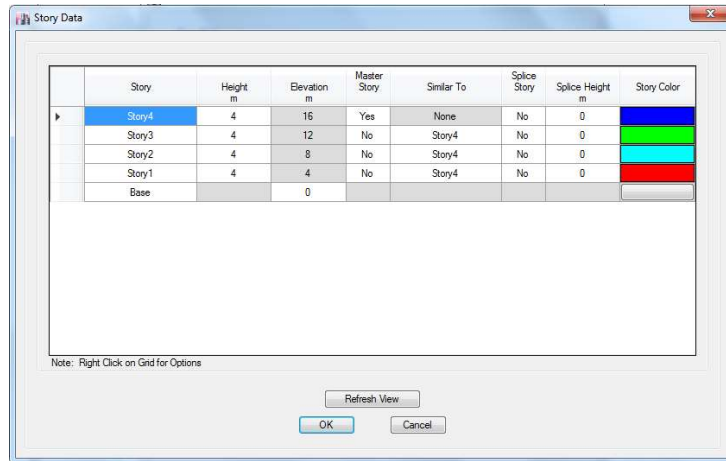 Story Data
Story Height m Elevation m Master Story Similar To Splice Story Splice Height m Story Color
Story4 4 16 Yes None No 0
Story3 4 12 No Story4 No 0
Story2 4 8 No Story4 No 0
Story1 4 4 No Story4 No 0
Base 0
Note: Right Click on Grid for Options
Refresh View
OK Cancel